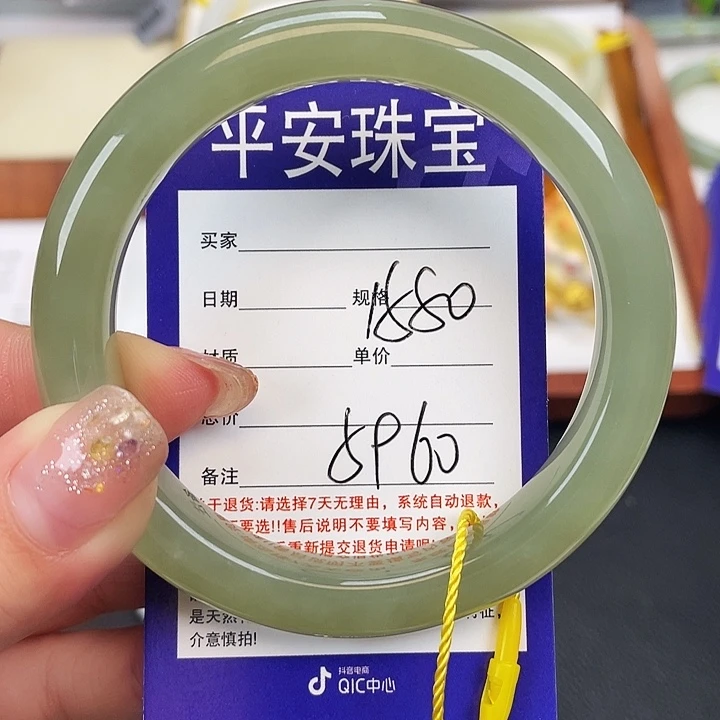 平安珠宝
买家
日期 规格 1880
材质 单价
总价
5960
备注
关于退货:请选择7天无理由，系统自动退款，
要选!!售后说明不要填写内容，
重新提交退货申请
是天然
介意慎拍!
抖音电商
QIC中心